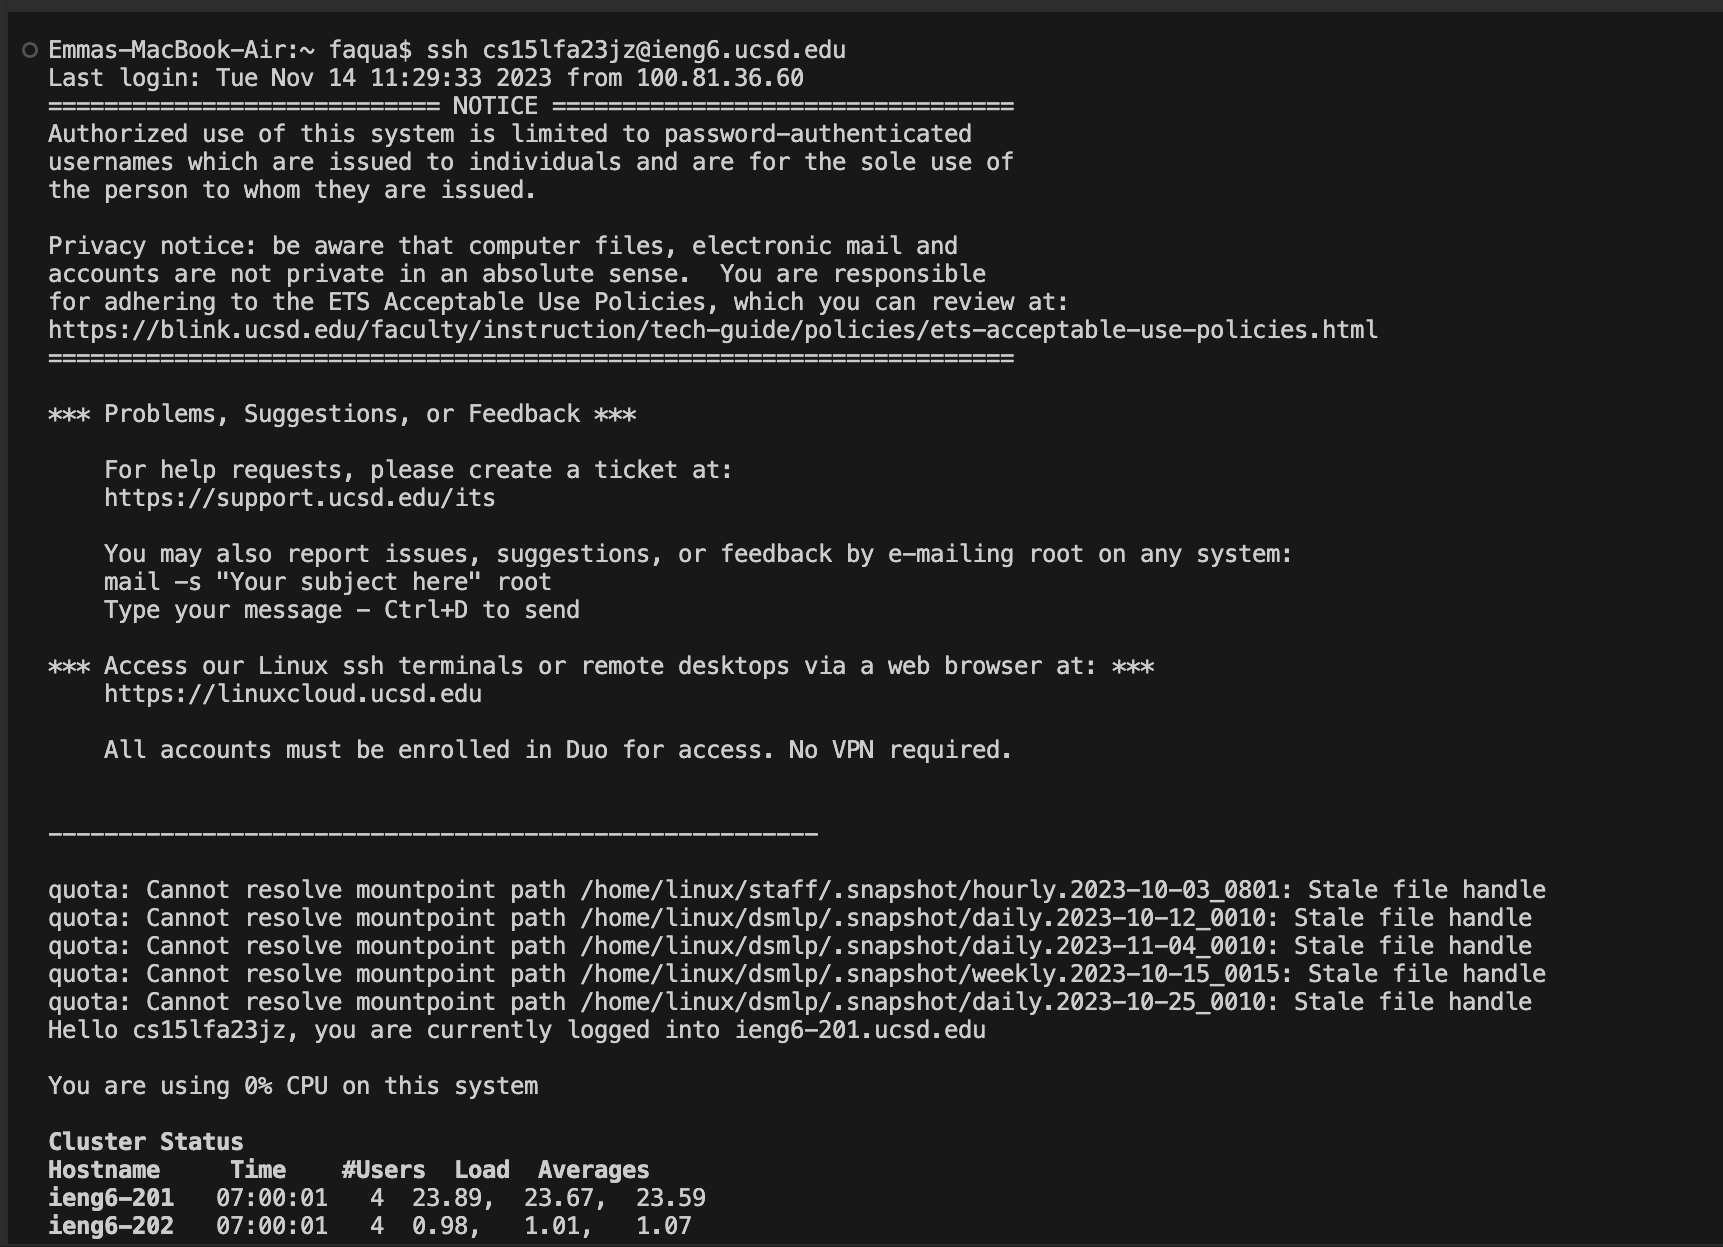 Emmas-MacBook-Air:~ faqua$ ssh cs15lfa23jz@ieng6.ucsd.edu
Last login: Tue Nov 14 11:29:33 2023 from 100.81.36.60
============================ NOTICE =================================
Authorized use of this system is limited to password-authenticated
usernames which are issued to individuals and are for the sole use of
the person to whom they are issued.

Privacy notice: be aware that computer files, electronic mail and
accounts are not private in an absolute sense.  You are responsible
for adhering to the ETS Acceptable Use Policies, which you can review at:
https://blink.ucsd.edu/faculty/instruction/tech-guide/policies/ets-acceptable-use-policies.html
=====================================================================

*** Problems, Suggestions, or Feedback ***

    For help requests, please create a ticket at:
    https://support.ucsd.edu/its

    You may also report issues, suggestions, or feedback by e-mailing root on any system:
    mail -s "Your subject here" root
    Type your message - Ctrl+D to send

*** Access our Linux ssh terminals or remote desktops via a web browser at: ***
    https://linuxcloud.ucsd.edu

    All accounts must be enrolled in Duo for access. No VPN required.

-------------------------------------------------------

quota: Cannot resolve mountpoint path /home/linux/staff/.snapshot/hourly.2023-10-03_0801: Stale file handle
quota: Cannot resolve mountpoint path /home/linux/dsmlp/.snapshot/daily.2023-10-12_0010: Stale file handle
quota: Cannot resolve mountpoint path /home/linux/dsmlp/.snapshot/daily.2023-11-04_0010: Stale file handle
quota: Cannot resolve mountpoint path /home/linux/dsmlp/.snapshot/weekly.2023-10-15_0015: Stale file handle
quota: Cannot resolve mountpoint path /home/linux/dsmlp/.snapshot/daily.2023-10-25_0010: Stale file handle
Hello cs15lfa23jz, you are currently logged into ieng6-201.ucsd.edu

You are using 0% CPU on this system

Cluster Status
Hostname     Time    #Users  Load  Averages
ieng6-201   07:00:01   4  23.89,  23.67,  23.59
ieng6-202   07:00:01   4  0.98,   1.01,   1.07